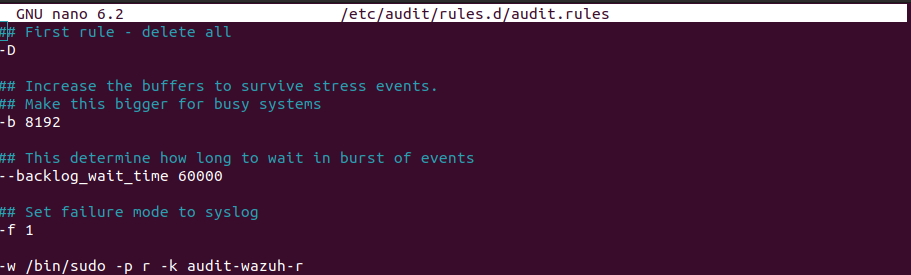 GNU nano 6.2 /etc/audit/rules.d/audit.rules
## First rule - delete all
-D
## Increase the buffers to survive stress events.
## Make this bigger for busy systems
-b 8192
## This determine how long to wait in burst of events
--backlog_wait_time 60000
## Set failure mode to syslog
-f 1
-w /bin/sudo -p r -k audit-wazuh-r